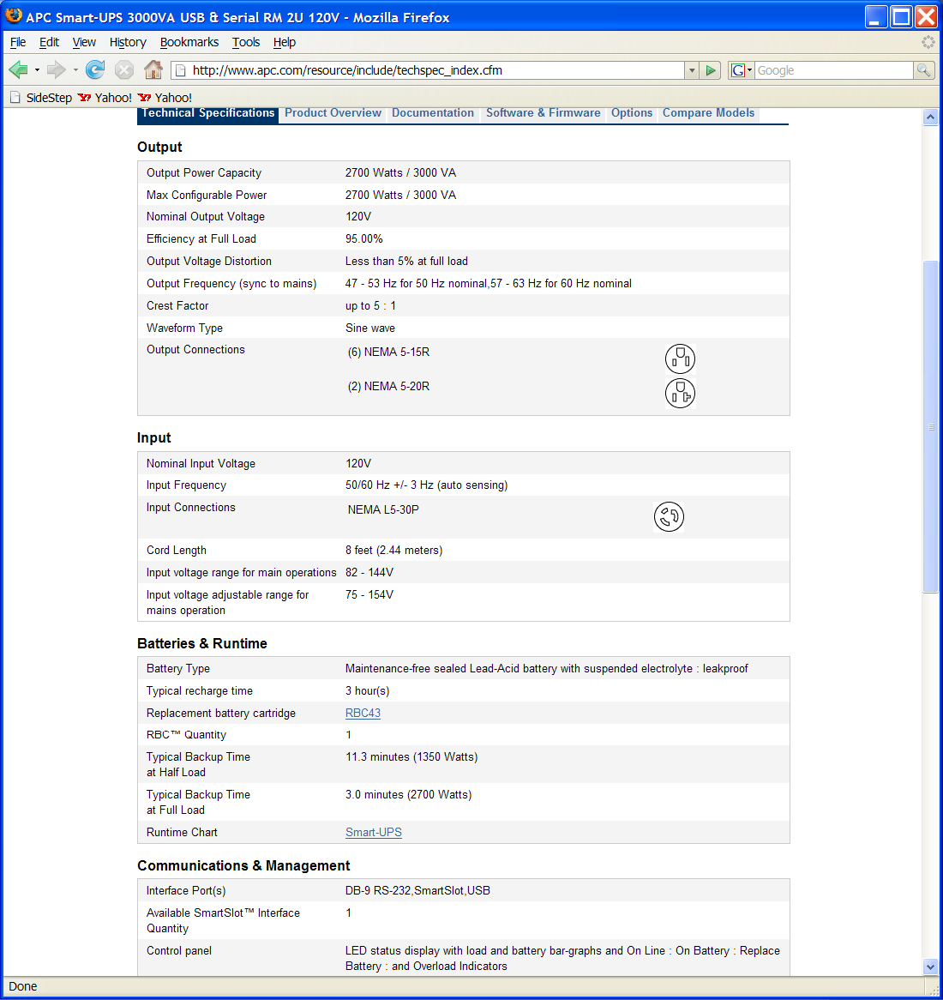 APC Smart-UPS 3000VA USB & Serial RM 2U 120V - Mozilla Firefox
File Edit View History Bookmarks Tools Help
http://www.apc.com/resource/include/techspec_index.cfm
G Google
SideStep Yahoo! Yahoo!
Technical Specifications Product Overview Documentation Software & Firmware Options Compare Models
Output
Output Power Capacity 2700 Watts / 3000 VA
Max Configurable Power 2700 Watts / 3000 VA
Nominal Output Voltage 120V
Efficiency at Full Load 95.00%
Output Voltage Distortion Less than 5% at full load
Output Frequency (sync to mains) 47 - 53 Hz for 50 Hz nominal,57 - 63 Hz for 60 Hz nominal
Crest Factor up to 5 : 1
Waveform Type Sine wave
Output Connections (6) NEMA 5-15R
(2) NEMA 5-20R
Input
Nominal Input Voltage 120V
Input Frequency 50/60 Hz +/- 3 Hz (auto sensing)
Input Connections NEMA L5-30P
Cord Length 8 feet (2.44 meters)
Input voltage range for main operations 82 - 144V
Input voltage adjustable range for 75 - 154V
mains operation
Batteries & Runtime
Battery Type Maintenance-free sealed Lead-Acid battery with suspended electrolyte : leakproof
Typical recharge time 3 hour(s)
Replacement battery cartridge RBC43
RBC™ Quantity 1
Typical Backup Time 11.3 minutes (1350 Watts)
at Half Load
Typical Backup Time 3.0 minutes (2700 Watts)
at Full Load
Runtime Chart Smart-UPS
Communications & Management
Interface Port(s) DB-9 RS-232,SmartSlot,USB
Available SmartSlot™ Interface 1
Quantity
Control panel LED status display with load and battery bar-graphs and On Line : On Battery : Replace
Battery : and Overload Indicators
Done